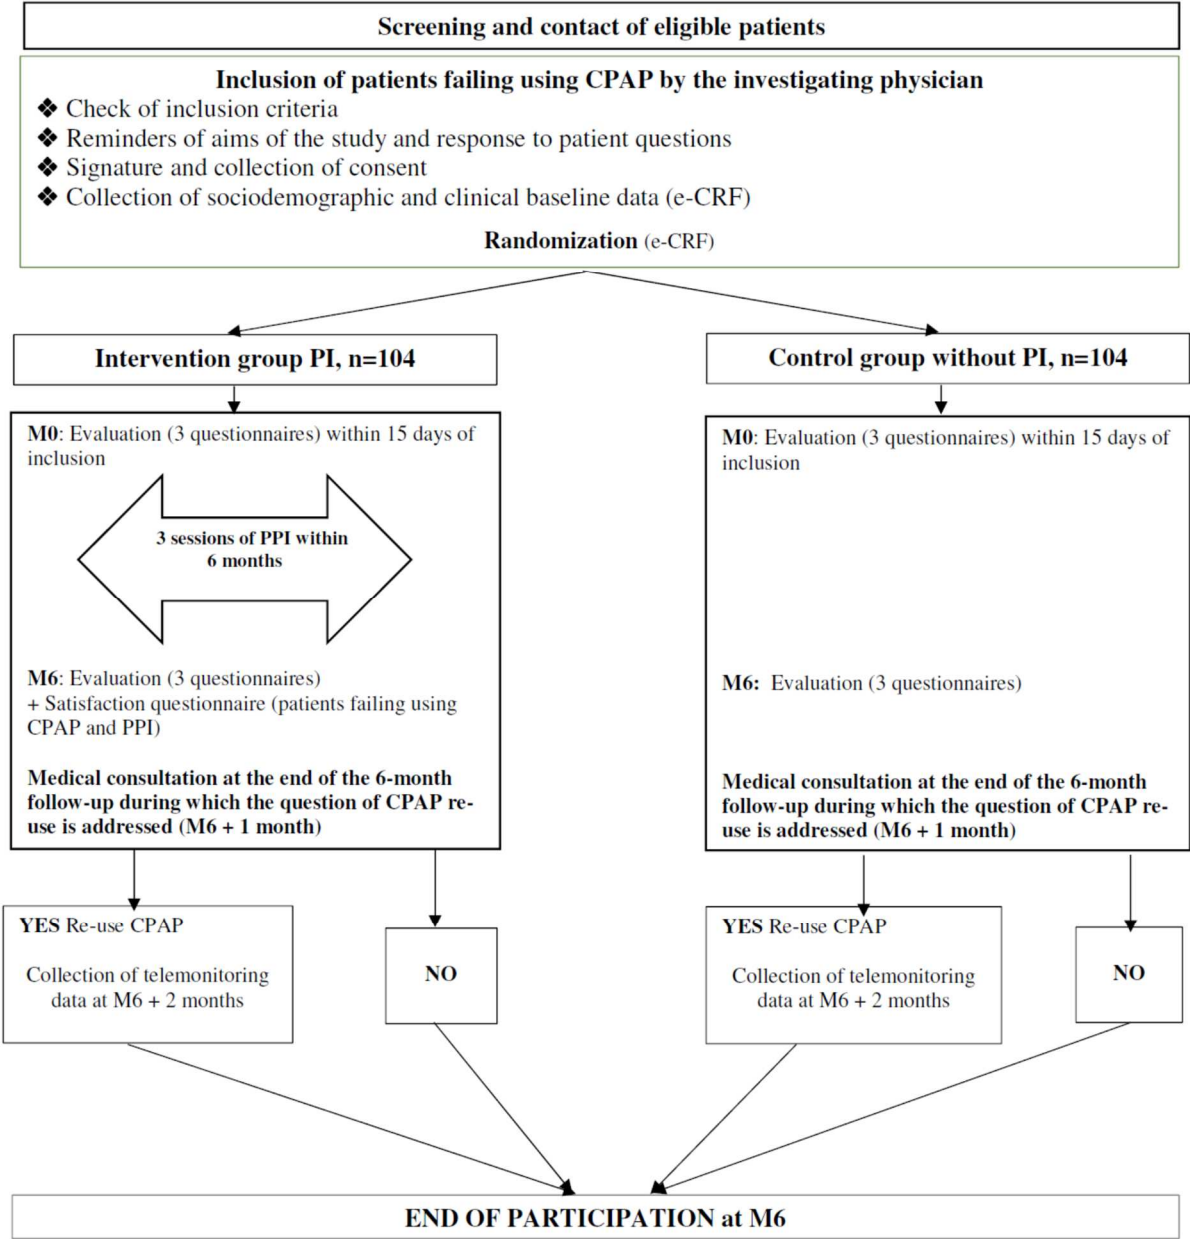 Screening and contact of eligible patients
Inclusion of patients failing using CPAP by the investigating physician
❖ Check of inclusion criteria
❖ Reminders of aims of the study and response to patient questions
❖ Signature and collection of consent
❖ Collection of sociodemographic and clinical baseline data (e-CRF)
Randomization (e-CRF)
Intervention group PI, n=104
M0: Evaluation (3 questionnaires) within 15 days of
inclusion
3 sessions of PPI within
6 months
M6: Evaluation (3 questionnaires)
+ Satisfaction questionnaire (patients failing using
CPAP and PPI)
Medical consultation at the end of the 6-month
follow-up during which the question of CPAP re-
use is addressed (M6 + 1 month)
YES Re-use CPAP
Collection of telemonitoring
data at M6 + 2 months
NO
Control group without PI, n=104
M0: Evaluation (3 questionnaires) within 15 days of
inclusion
M6: Evaluation (3 questionnaires)
Medical consultation at the end of the 6-month
follow-up during which the question of CPAP re-
use is addressed (M6 + 1 month)
YES Re-use CPAP
Collection of telemonitoring
data at M6 + 2 months
NO
END OF PARTICIPATION at M6